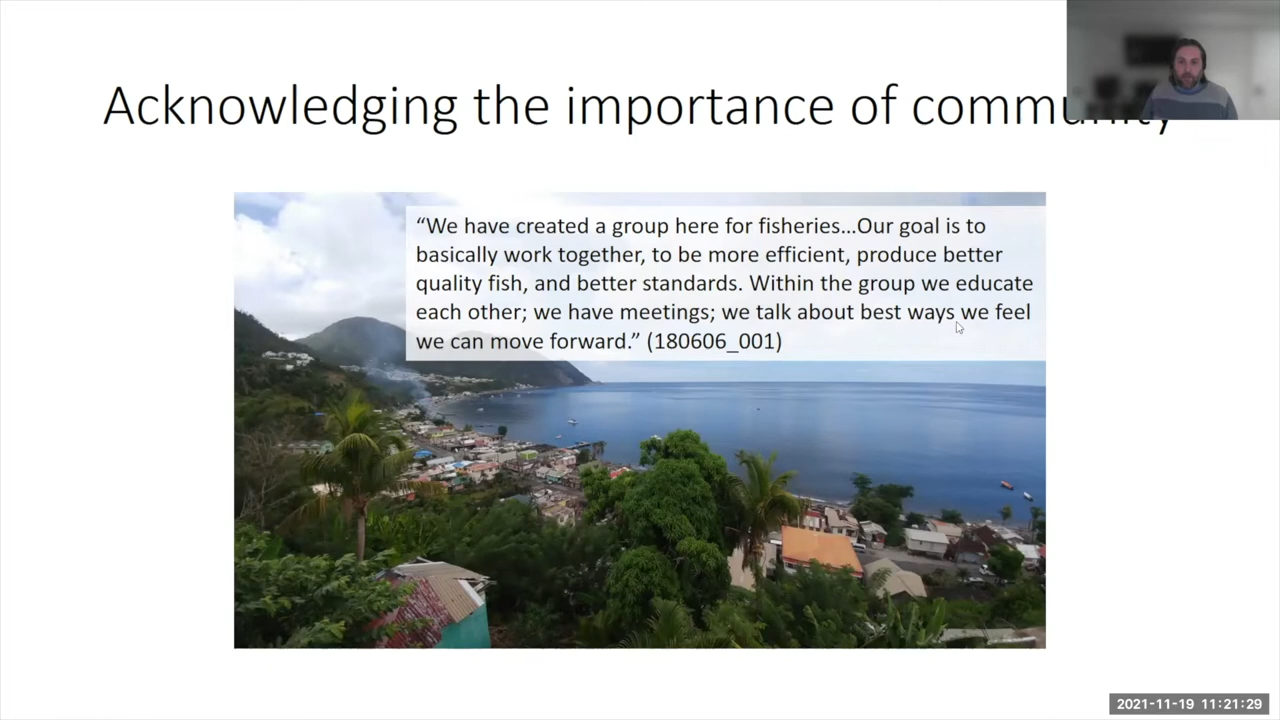 Acknowledging the importance of community
“We have created a group here for fisheries...Our goal is to
basically work together, to be more efficient, produce better
quality fish, and better standards. Within the group we educate
each other; we have meetings; we talk about best ways we feel
we can move forward.” (180606_001)
2021-11-19 11:21:29